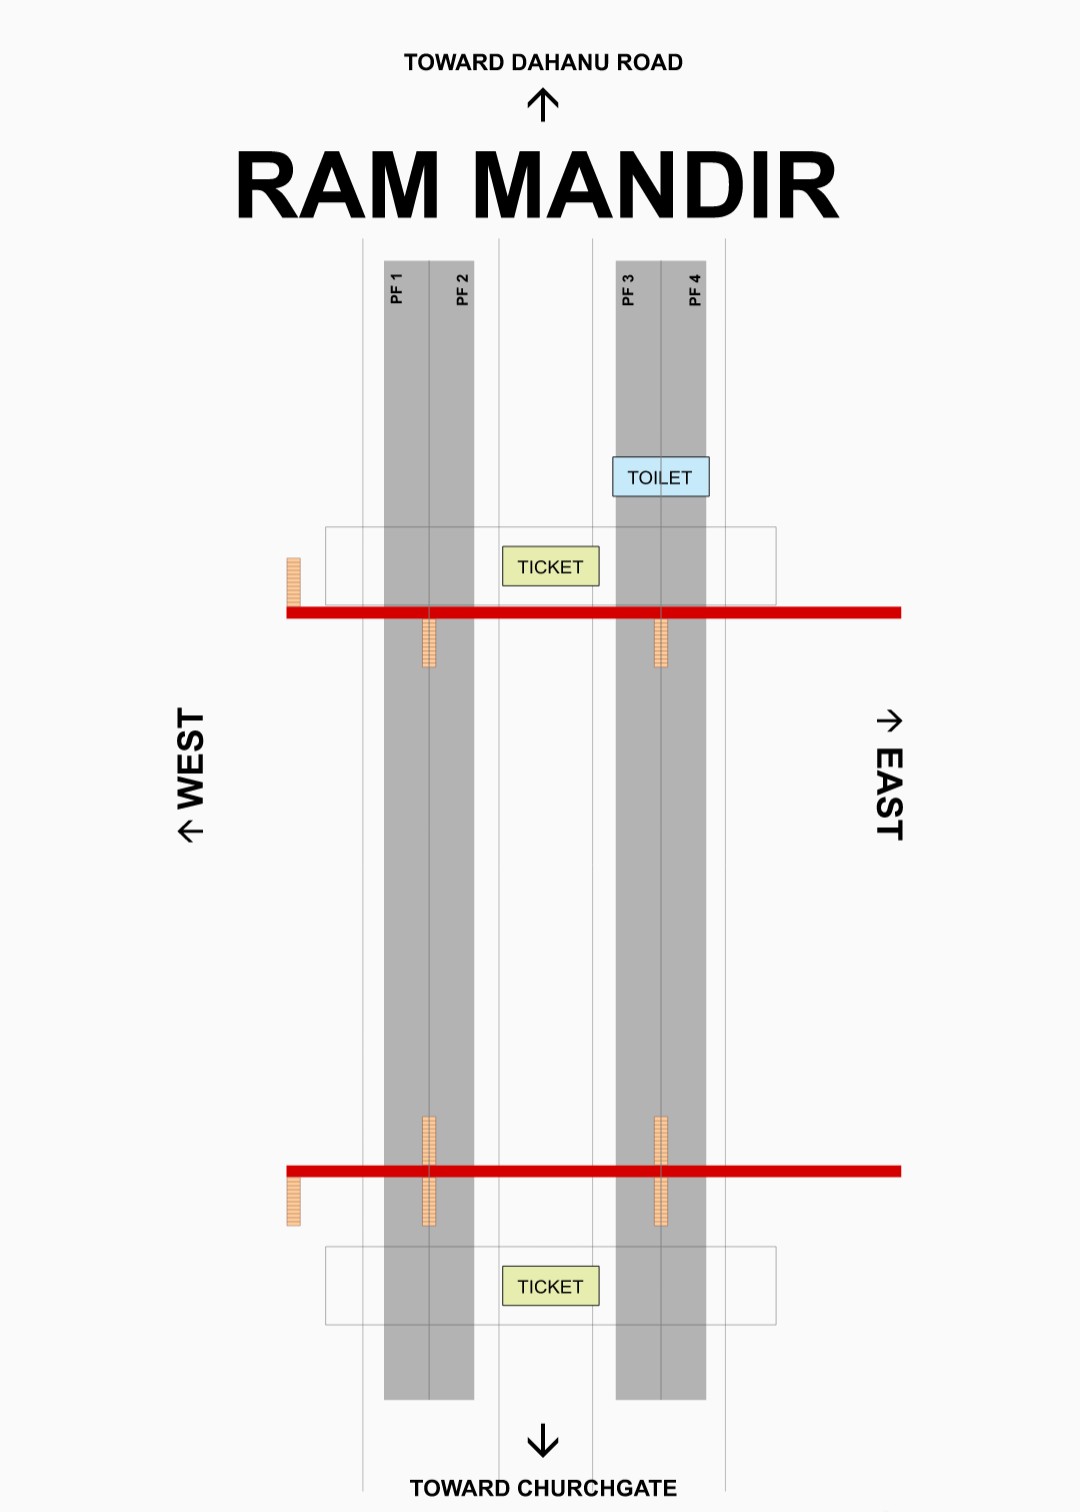 TOWARD DAHANU ROAD
↑
RAM MANDIR
PF 1
PF 2
PF 3
PF 4
TOILET
TICKET
↑ WEST
↑ EAST
TICKET
↓
TOWARD CHURCHGATE